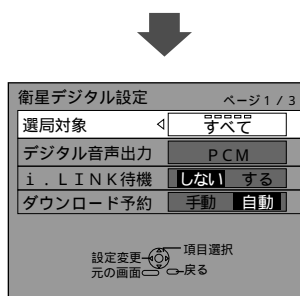 衛星デジタル設定 ページ1/3
選局対象 すべて
デジタル音声出力 PCM
i.LINK待機 しない する
ダウンロード予約 手動 自動
設定変更 項目選択
元の画面 戻る